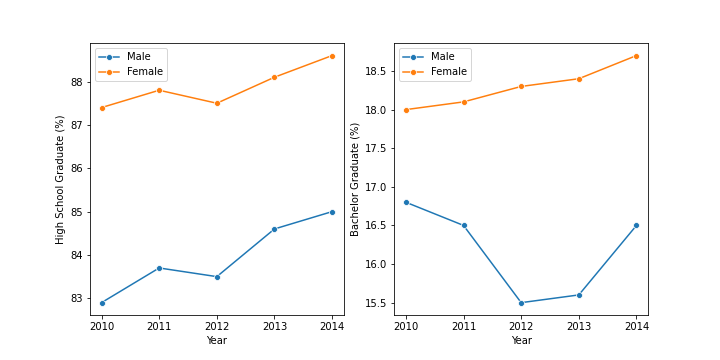 Male
Female
88
87
86
85
84
83
High School Graduate (%)
2010 2011 2012 2013 2014
Year
Male
Female
18.5
18.0
17.5
17.0
16.5
16.0
15.5
Bachelor Graduate (%)
2010 2011 2012 2013 2014
Year